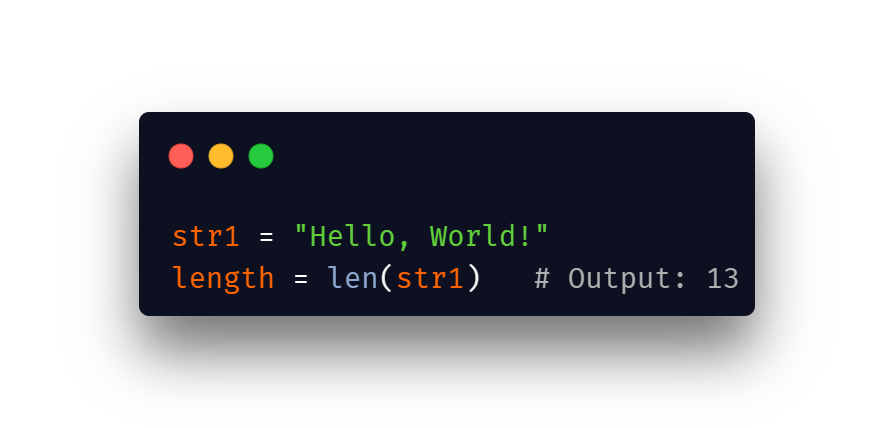 str1 = "Hello, World!"
length = len(str1)   # Output: 13